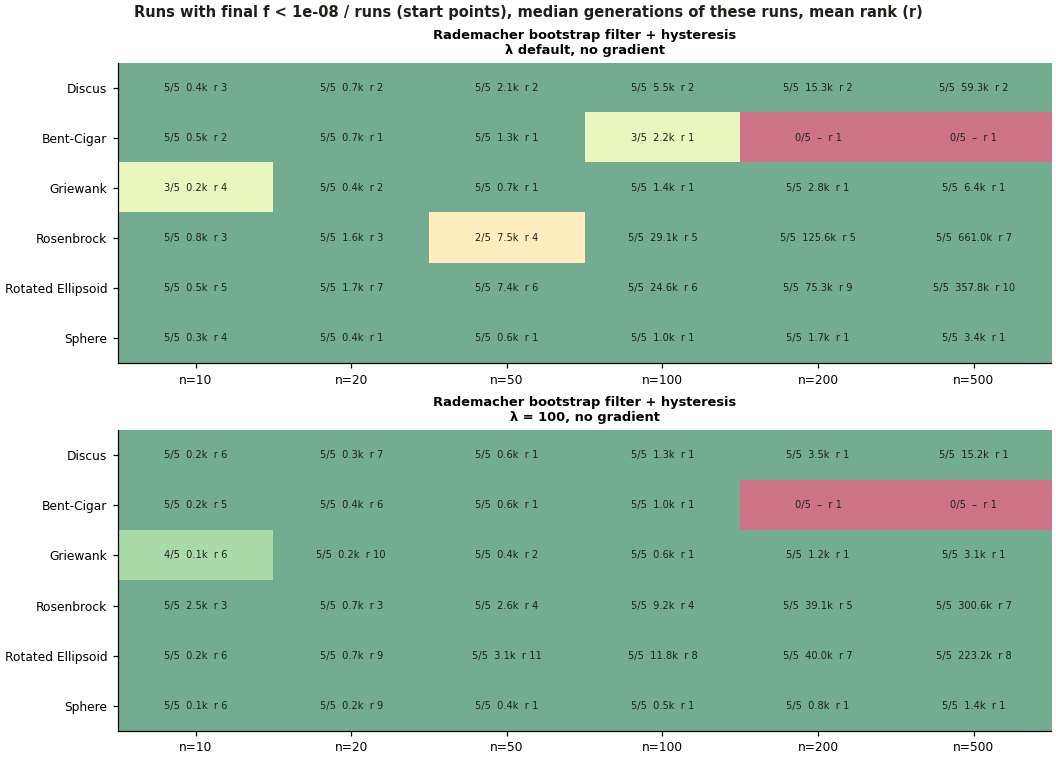 Runs with final f < 1e-08 / runs (start points), median generations of these runs, mean rank (r)
Rademacher bootstrap filter + hysteresis
λ default, no gradient
Discus 5/5 0.4k r 3 5/5 0.7k r 2 5/5 2.1k r 2 5/5 5.5k r 2 5/5 15.3k r 2 5/5 59.3k r 2
Bent-Cigar 5/5 0.5k r 2 5/5 0.7k r 1 5/5 1.3k r 1 3/5 2.2k r 1 0/5 – r 1 0/5 – r 1
Griewank 3/5 0.2k r 4 5/5 0.4k r 2 5/5 0.7k r 1 5/5 1.4k r 1 5/5 2.8k r 1 5/5 6.4k r 1
Rosenbrock 5/5 0.8k r 3 5/5 1.6k r 3 2/5 7.5k r 4 5/5 29.1k r 5 5/5 125.6k r 5 5/5 661.0k r 7
Rotated Ellipsoid 5/5 0.5k r 5 5/5 1.7k r 7 5/5 7.4k r 6 5/5 24.6k r 6 5/5 75.3k r 9 5/5 357.8k r 10
Sphere 5/5 0.3k r 4 5/5 0.4k r 1 5/5 0.6k r 1 5/5 1.0k r 1 5/5 1.7k r 1 5/5 3.4k r 1
n=10 n=20 n=50 n=100 n=200 n=500
Rademacher bootstrap filter + hysteresis
λ = 100, no gradient
Discus 5/5 0.2k r 6 5/5 0.3k r 7 5/5 0.6k r 1 5/5 1.3k r 1 5/5 3.5k r 1 5/5 15.2k r 1
Bent-Cigar 5/5 0.2k r 5 5/5 0.4k r 6 5/5 0.6k r 1 5/5 1.0k r 1 0/5 – r 1 0/5 – r 1
Griewank 4/5 0.1k r 6 5/5 0.2k r 10 5/5 0.4k r 2 5/5 0.6k r 1 5/5 1.2k r 1 5/5 3.1k r 1
Rosenbrock 5/5 2.5k r 3 5/5 0.7k r 3 5/5 2.6k r 4 5/5 9.2k r 4 5/5 39.1k r 5 5/5 300.6k r 7
Rotated Ellipsoid 5/5 0.2k r 6 5/5 0.7k r 9 5/5 3.1k r 11 5/5 11.8k r 8 5/5 40.0k r 7 5/5 223.2k r 8
Sphere 5/5 0.1k r 6 5/5 0.2k r 9 5/5 0.4k r 1 5/5 0.5k r 1 5/5 0.8k r 1 5/5 1.4k r 1
n=10 n=20 n=50 n=100 n=200 n=500